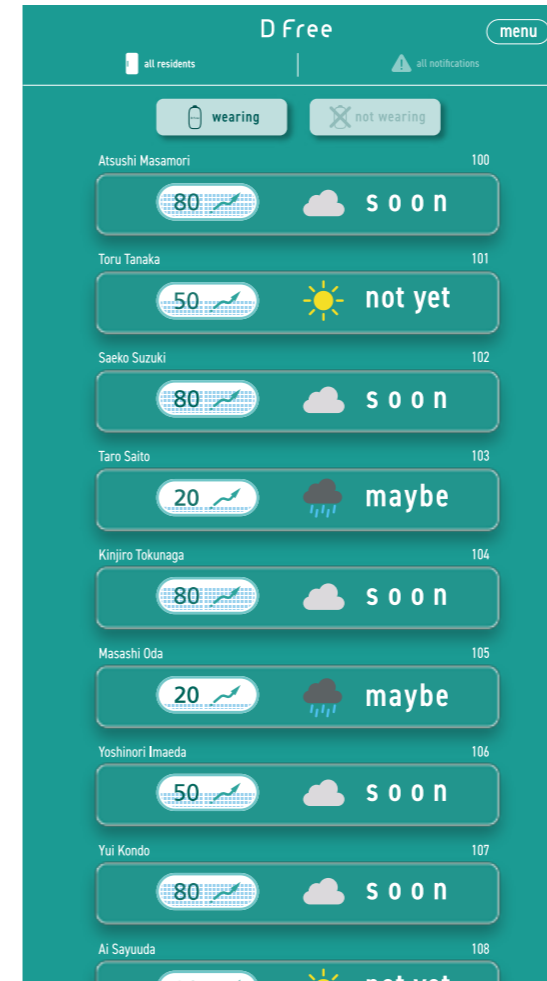 D Free
menu
all residents
all notifications
wearing
not wearing
Atsushi Masamori 100
80 soon
Toru Tanaka 101
50 not yet
Saeko Suzuki 102
80 soon
Taro Saito 103
20 maybe
Kinjiro Tokunaga 104
80 soon
Masashi Oda 105
20 maybe
Yoshinori Imaeda 106
50 soon
Yui Kondo 107
80 soon
Ai Sayuuda 108
not yet